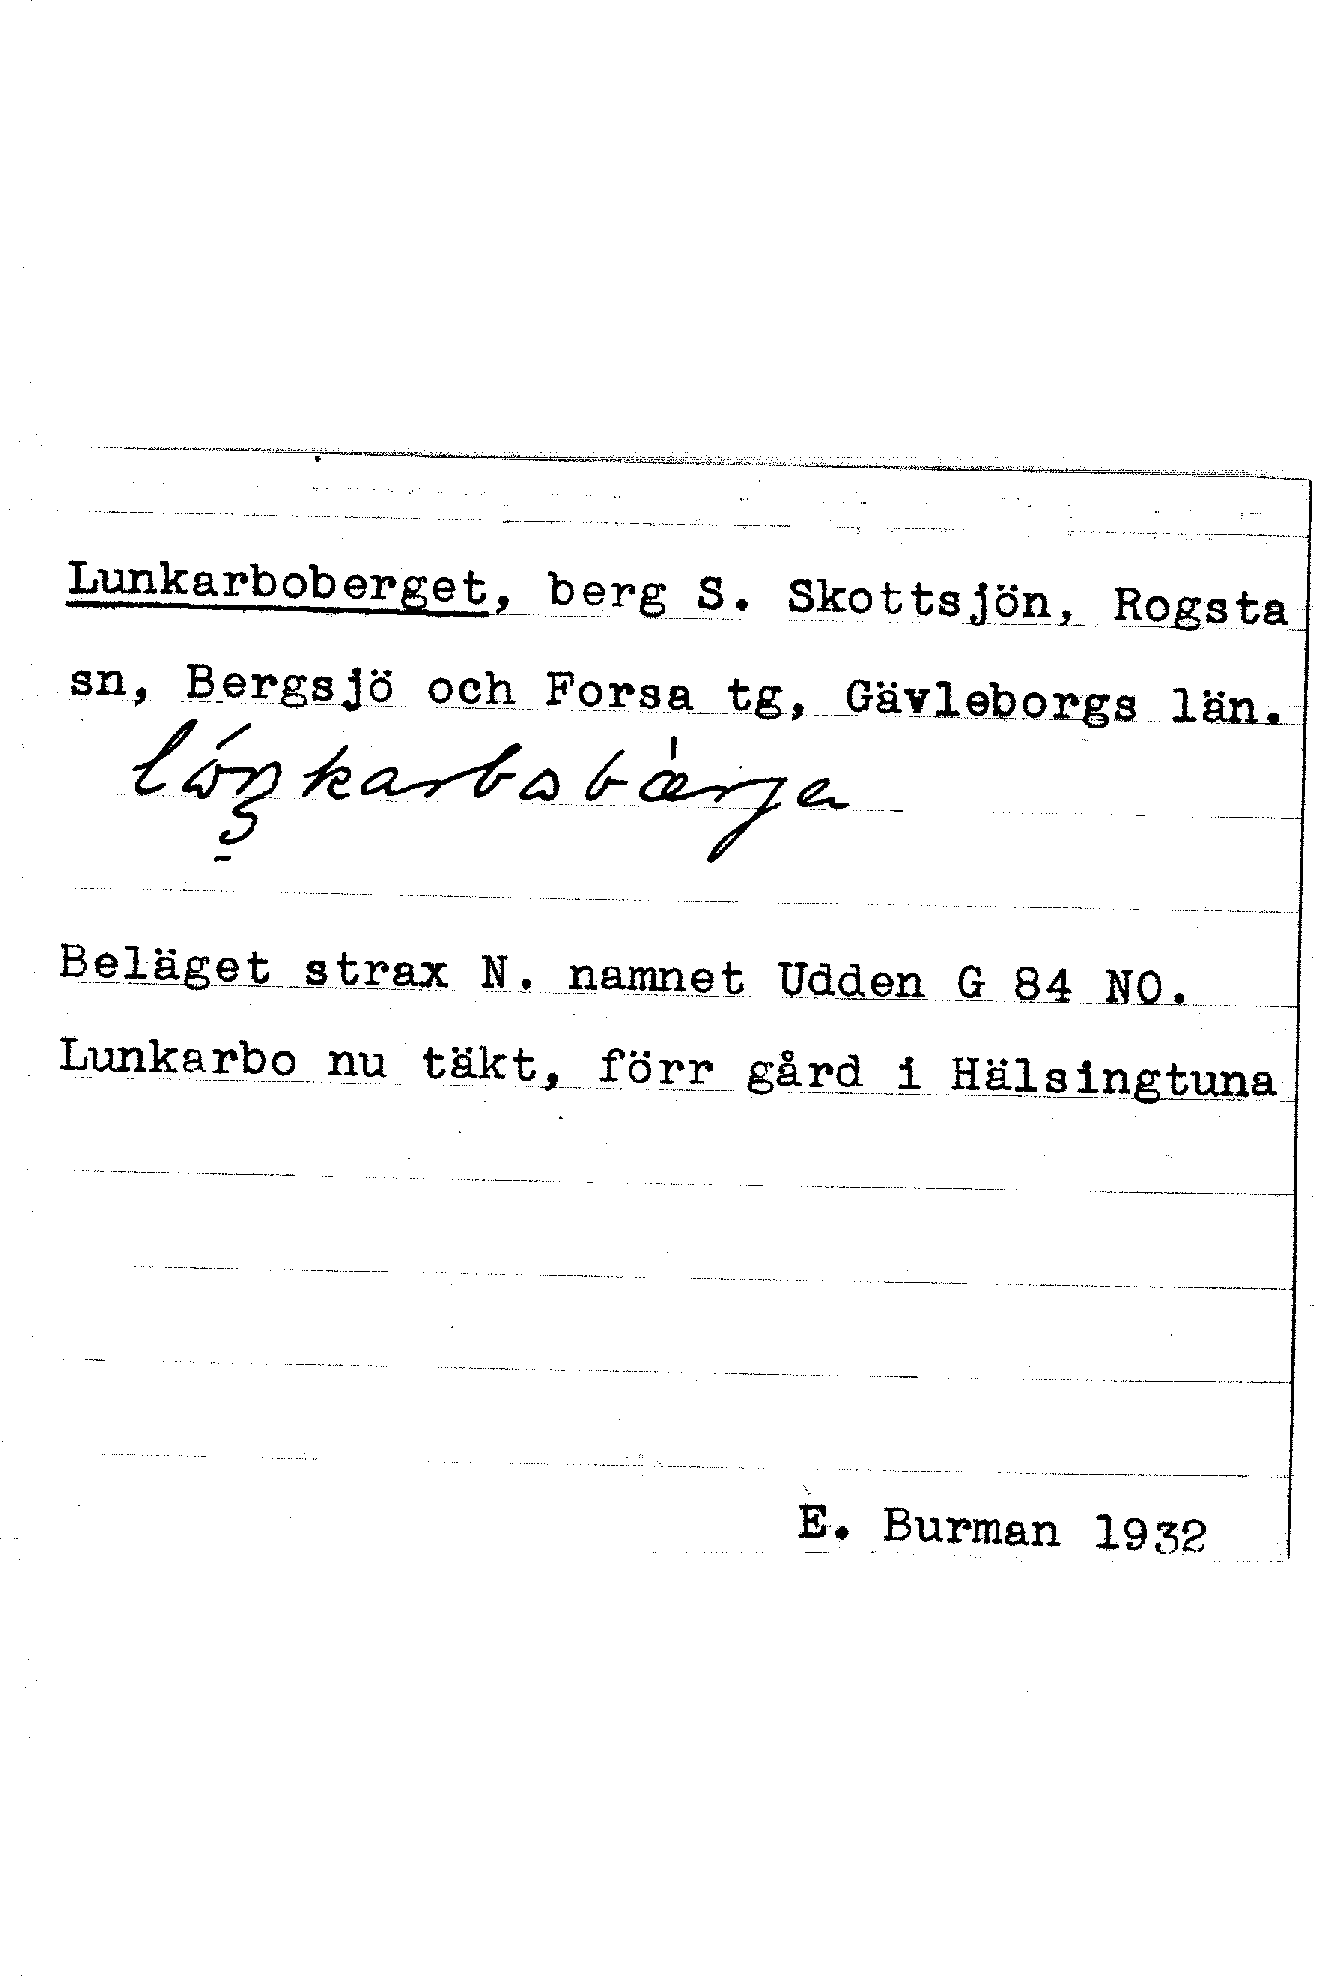 Lunkarboberget, berg S. Skottsjön, Rogsta
sn, Bergsjö och Forsa tg, Gävleborgs län.
Beläget strax N. namnet Udden G 84 NO.
Lunkarbo nu täkt, förr gård i Hälsingtuna
E. Burman 1932